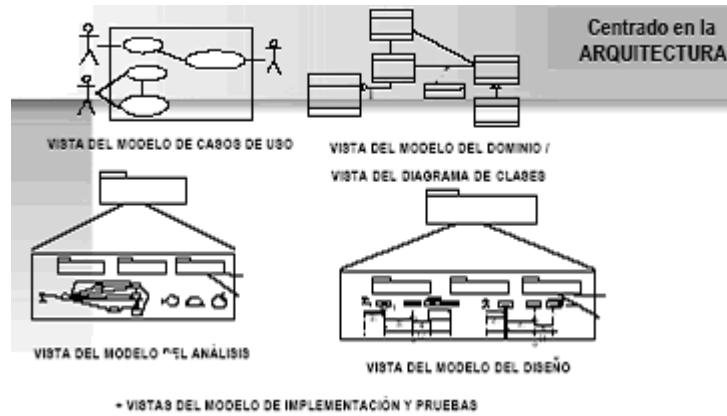 Centrado en la
ARQUITECTURA
VISTA DEL MODELO DE CASOS DE USO
VISTA DEL MODELO DEL DOMINIO /
VISTA DEL DIAGRAMA DE CLASES
VISTA DEL MODELO DEL ANÁLISIS
VISTA DEL MODELO DEL DISEÑO
+ VISTAS DEL MODELO DE IMPLEMENTACIÓN Y PRUEBAS